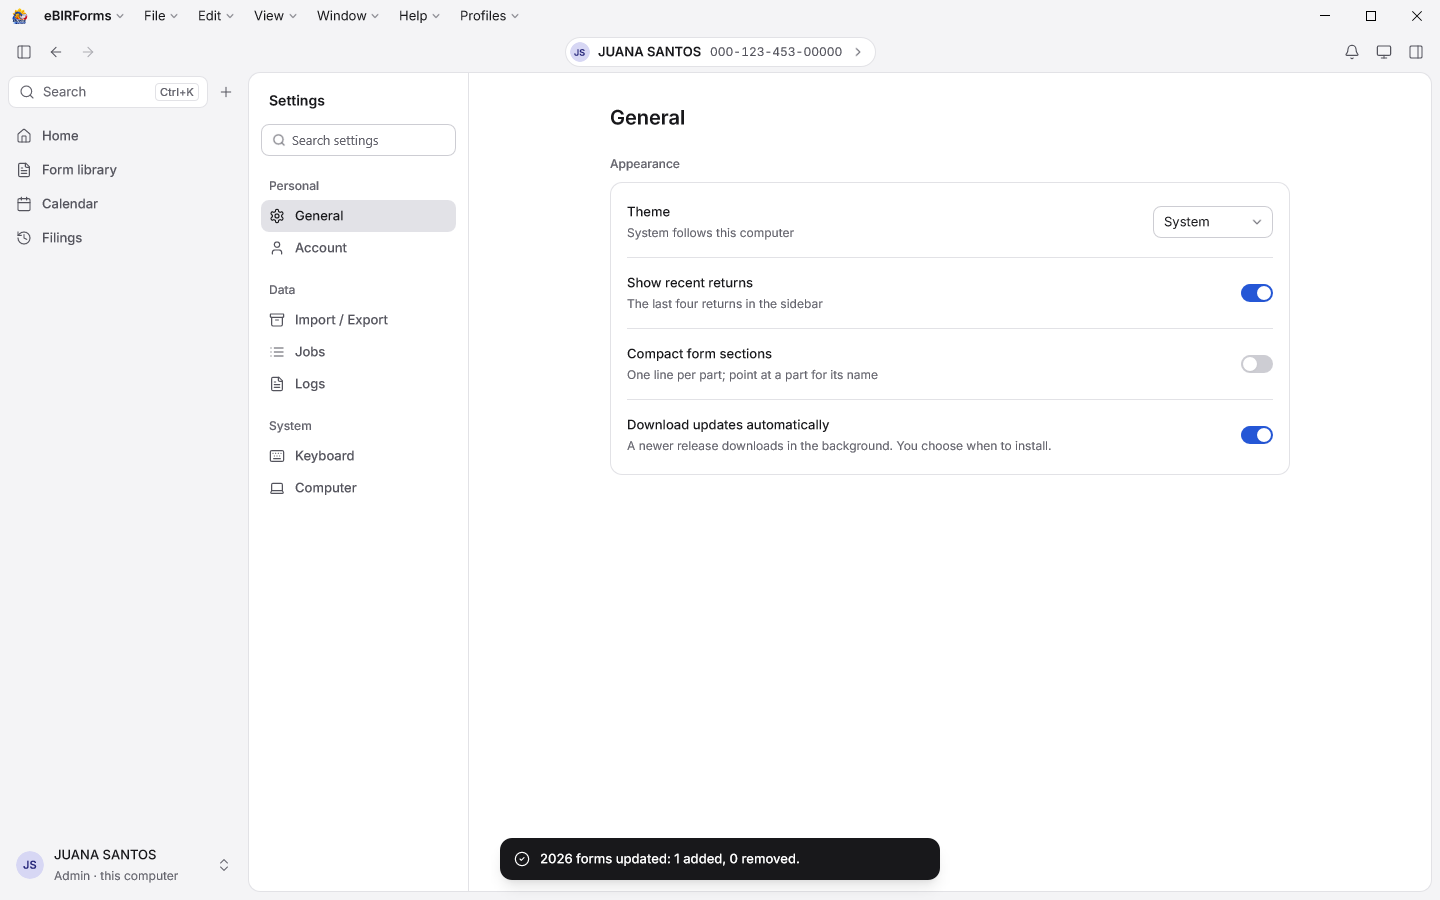 eBIRForms File Edit View Window Help Profiles
JS JUANA SANTOS 000-123-453-00000
Search Ctrl+K
Home
Form library
Calendar
Filings
JS JUANA SANTOS
Admin · this computer
Settings
Search settings
Personal
General
Account
Data
Import / Export
Jobs
Logs
System
Keyboard
Computer
General
Appearance
Theme
System follows this computer
System
Show recent returns
The last four returns in the sidebar
Compact form sections
One line per part; point at a part for its name
Download updates automatically
A newer release downloads in the background. You choose when to install.
2026 forms updated: 1 added, 0 removed.